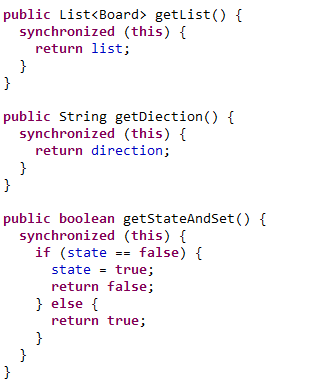 public List<Board> getList() {
  synchronized (this) {
    return list;
  }
}

public String getDiection() {
  synchronized (this) {
    return direction;
  }
}

public boolean getStateAndSet() {
  synchronized (this) {
    if (state == false) {
      state = true;
      return false;
    } else {
      return true;
    }
  }
}